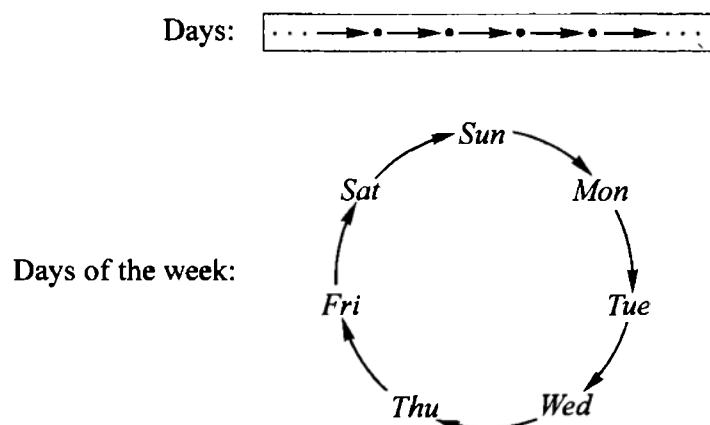 Days:
Sun
Sat
Mon
Days of the week:
Fri
Tue
Thu
Wed